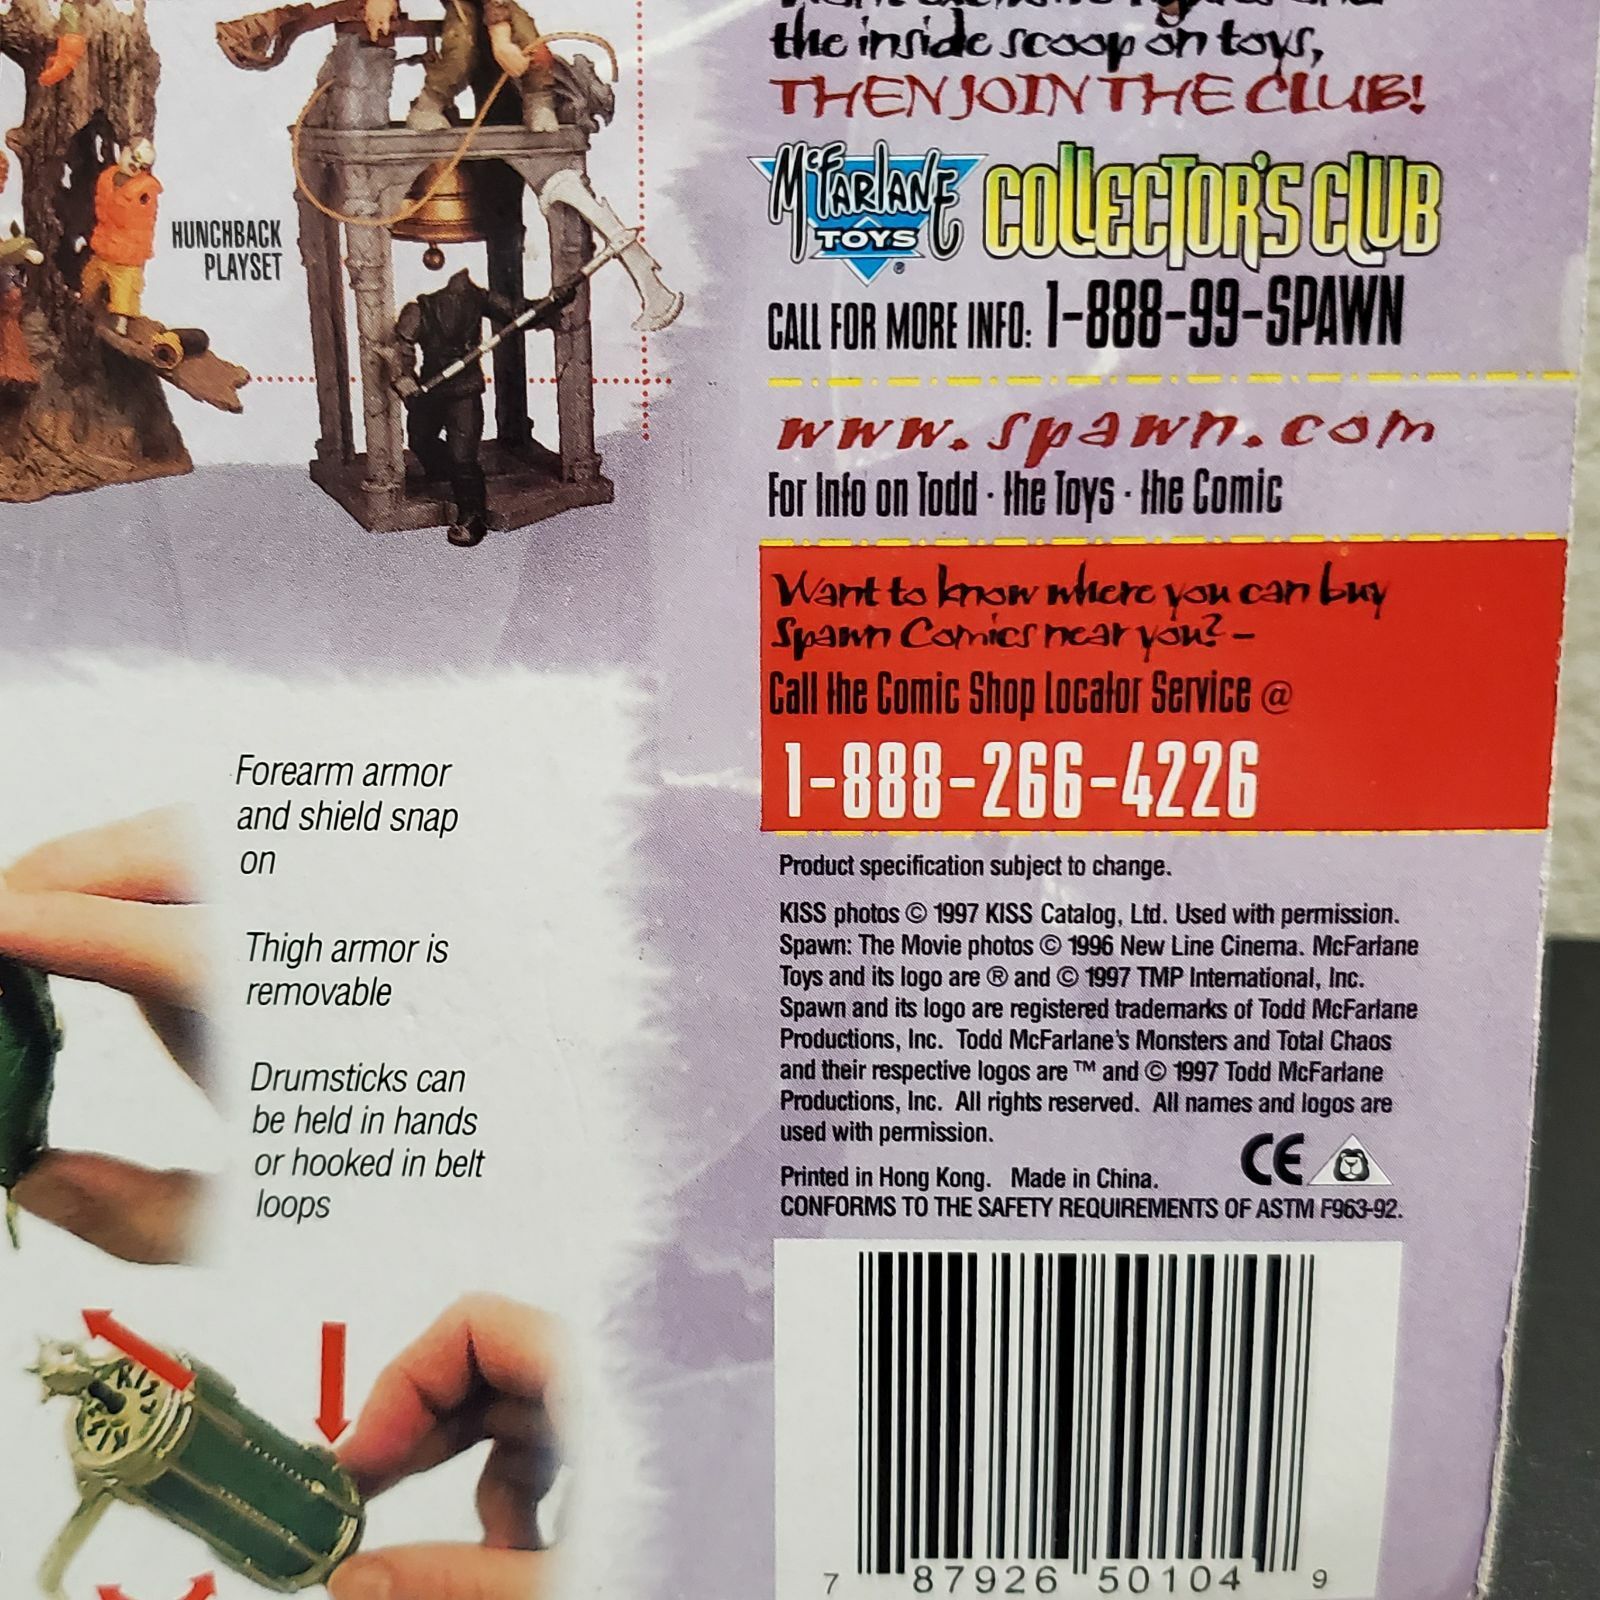 the inside scoop on toys,
THEN JOIN THE CLUB!
McFARLANE
TOYS
®
COLLECTOR'S CLUB
CALL FOR MORE INFO: 1-888-99-SPAWN
www.spawn.com
For Info on Todd · the Toys · the Comic
Want to know where you can buy
Spawn Comics near you? –
Call the Comic Shop Locator Service @
1-888-266-4226
Product specification subject to change.
KISS photos © 1997 KISS Catalog, Ltd. Used with permission.
Spawn: The Movie photos © 1996 New Line Cinema. McFarlane
Toys and its logo are ® and © 1997 TMP International, Inc.
Spawn and its logo are registered trademarks of Todd McFarlane
Productions, Inc. Todd McFarlane's Monsters and Total Chaos
and their respective logos are ™ and © 1997 Todd McFarlane
Productions, Inc. All rights reserved. All names and logos are
used with permission.
Printed in Hong Kong. Made in China.
CE
CONFORMS TO THE SAFETY REQUIREMENTS OF ASTM F963-92.
7 87926 50104 9
HUNCHBACK
PLAYSET
Forearm armor
and shield snap
on
Thigh armor is
removable
Drumsticks can
be held in hands
or hooked in belt
loops
KISS